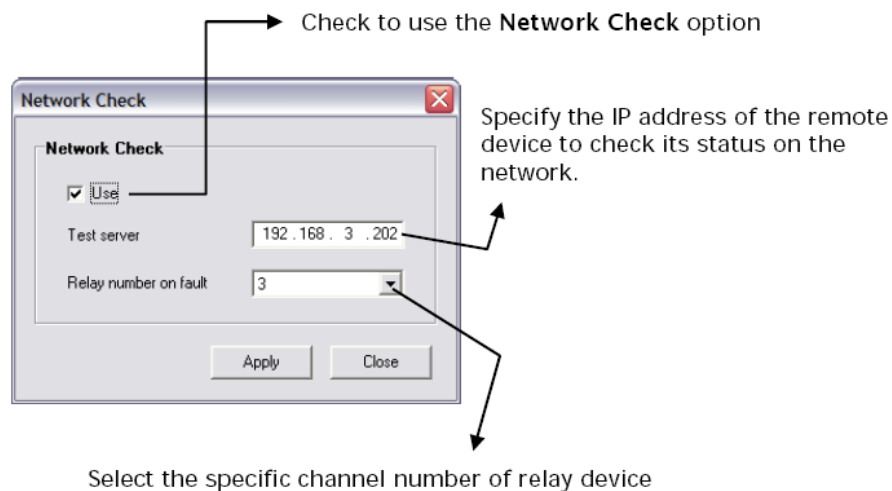 Check to use the Network Check option
Network Check
Specify the IP address of the remote
device to check its status on the
network.
Network Check
Use
Test server
192 . 168 . 3 . 202
Relay number on fault
3
Apply
Close
Select the specific channel number of relay device